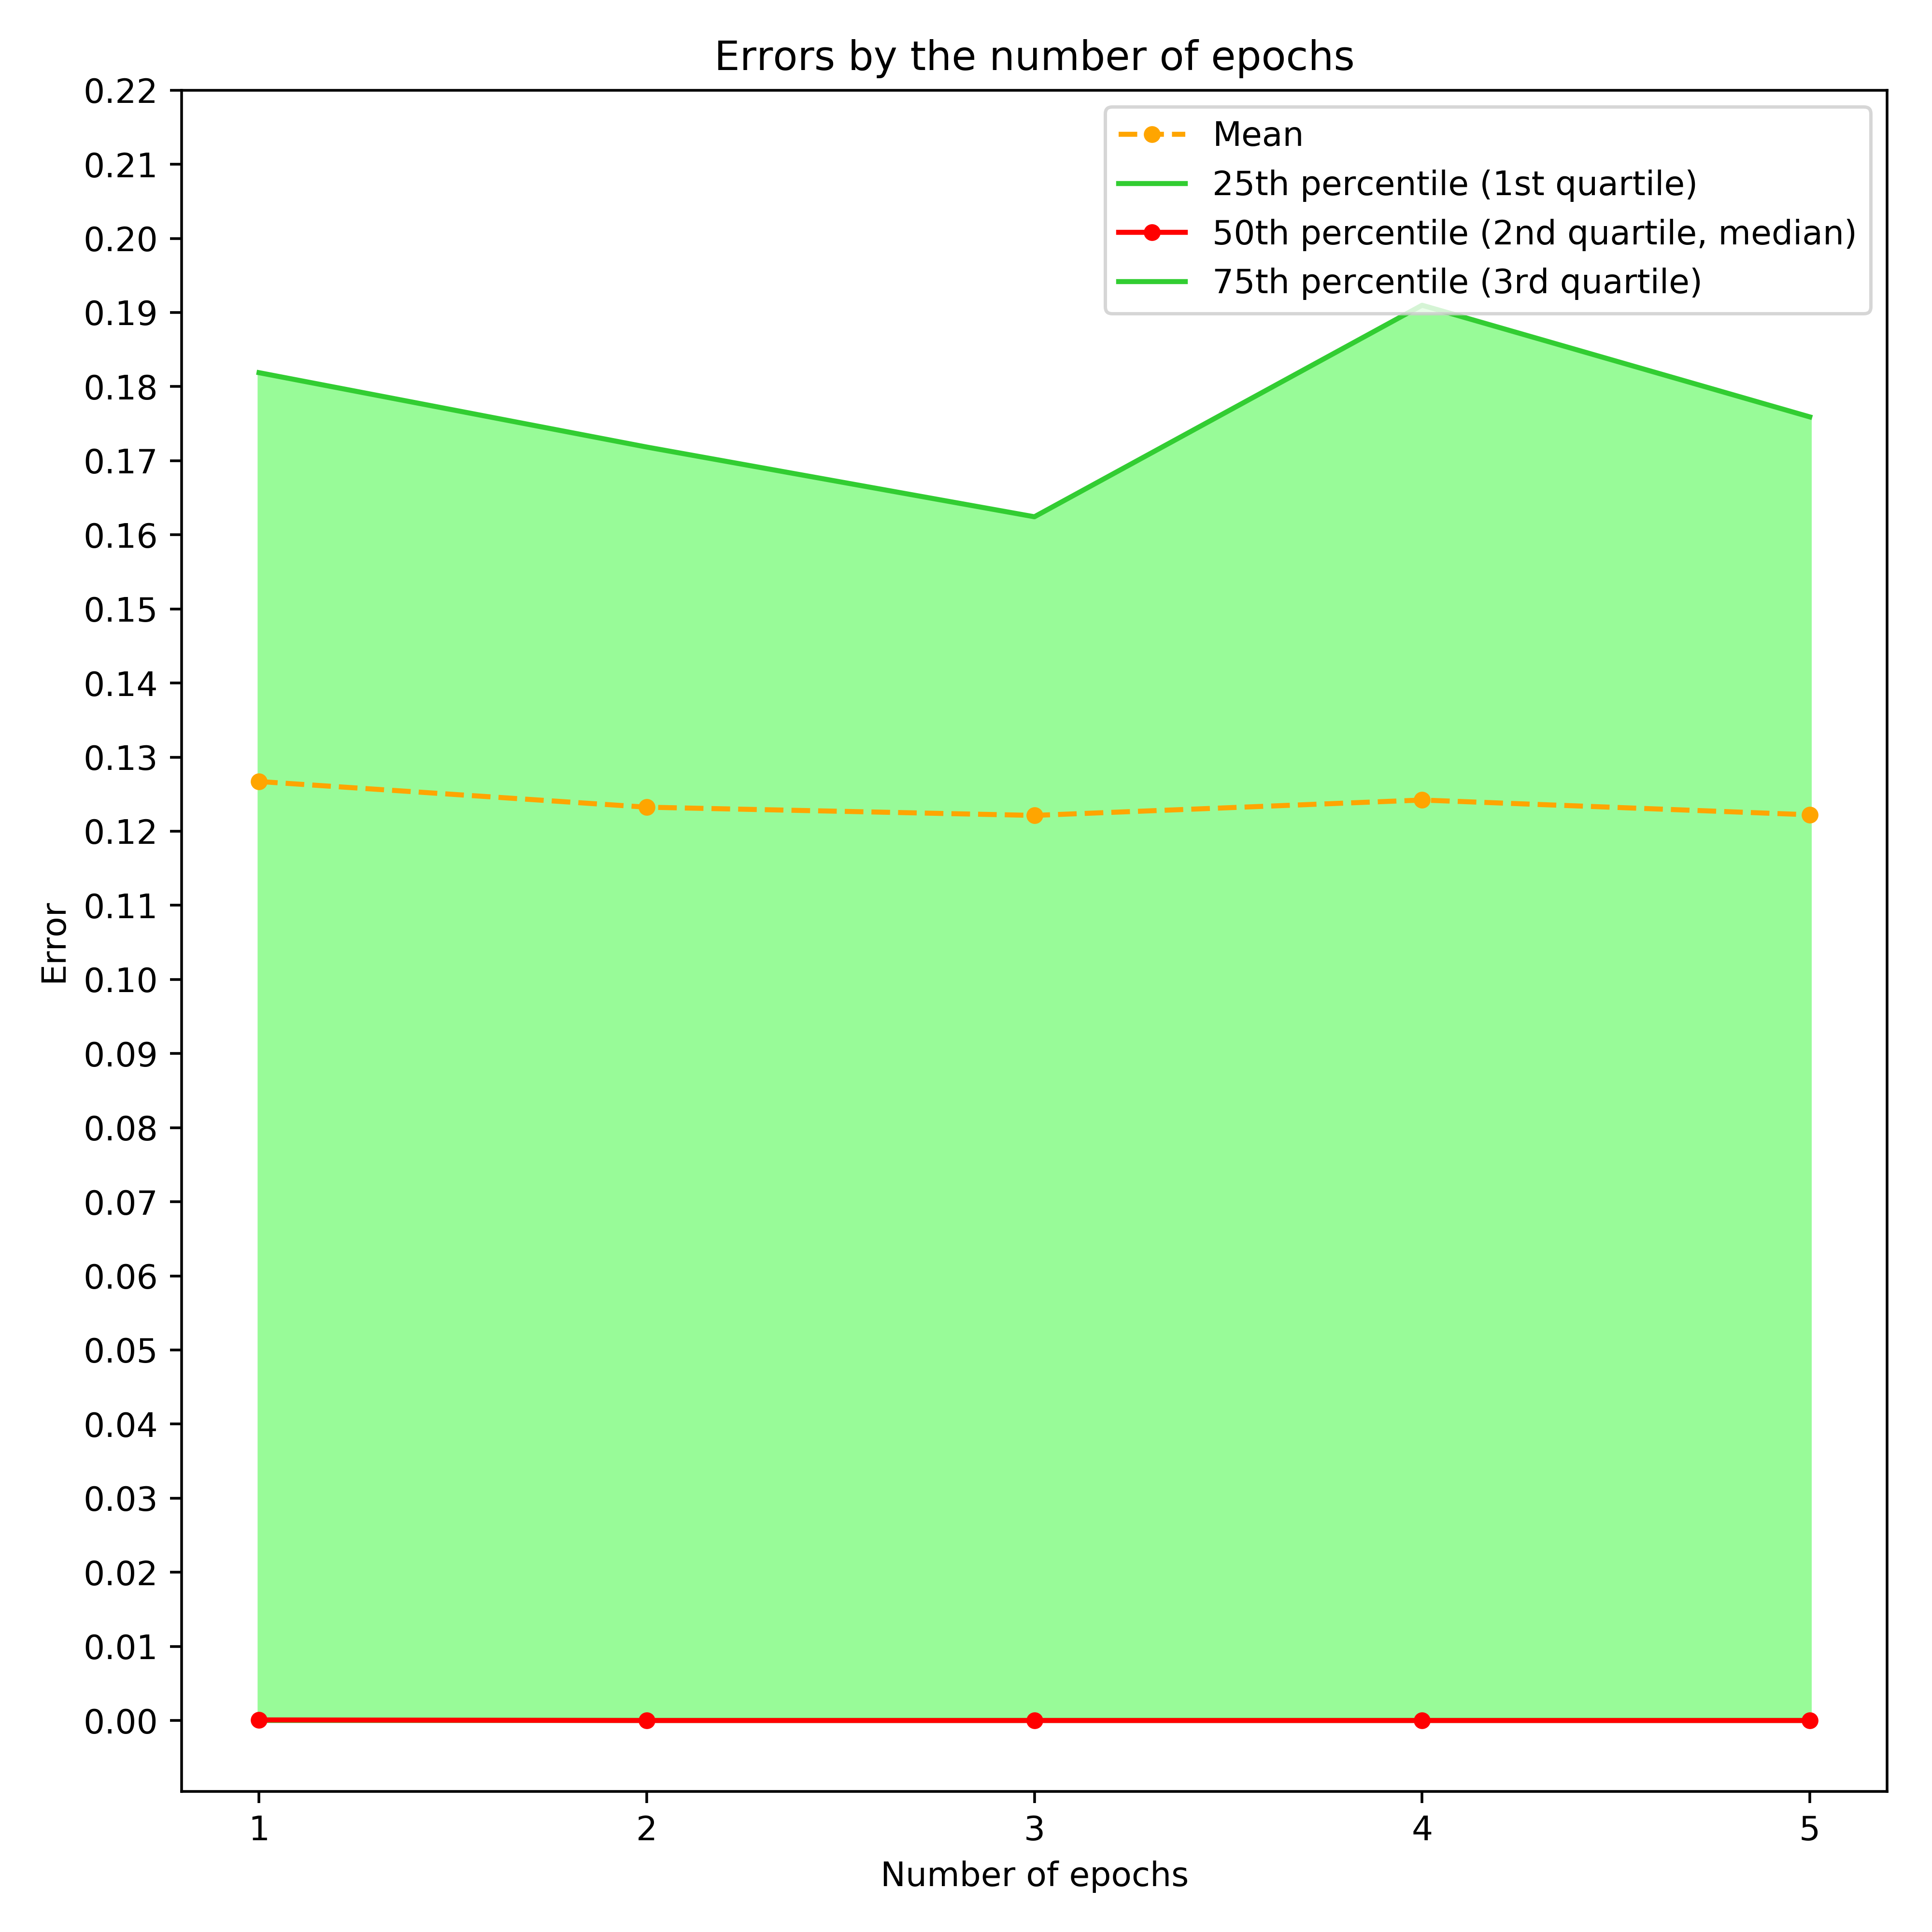 Errors by the number of epochs
0.22
0.21
0.20
0.19
0.18
0.17
0.16
0.15
0.14
0.13
0.12
0.11
0.10
0.09
0.08
0.07
0.06
0.05
0.04
0.03
0.02
0.01
0.00
Error
Mean
25th percentile (1st quartile)
50th percentile (2nd quartile, median)
75th percentile (3rd quartile)
1 2 3 4 5
Number of epochs